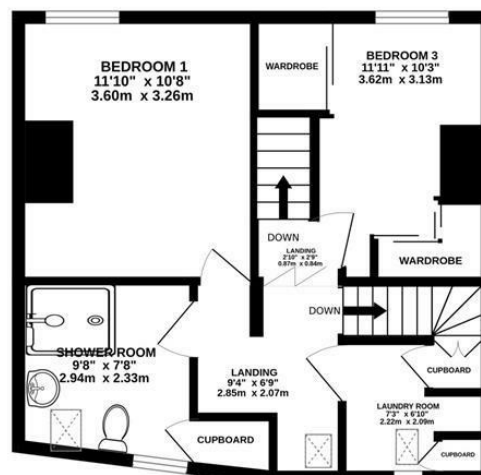 BEDROOM 1
11'10" x 10'8"
3.60m x 3.26m
WARDROBE
BEDROOM 3
11'11" x 10'3"
3.62m x 3.13m
DOWN
LANDING
2'10" x 2'9"
0.87m x 0.84m
WARDROBE
DOWN
SHOWER ROOM
9'8" x 7'8"
2.94m x 2.33m
LANDING
9'4" x 6'9"
2.85m x 2.07m
CUPBOARD
LAUNDRY ROOM
7'3" x 6'10"
2.22m x 2.09m
CUPBOARD
CUPBOARD